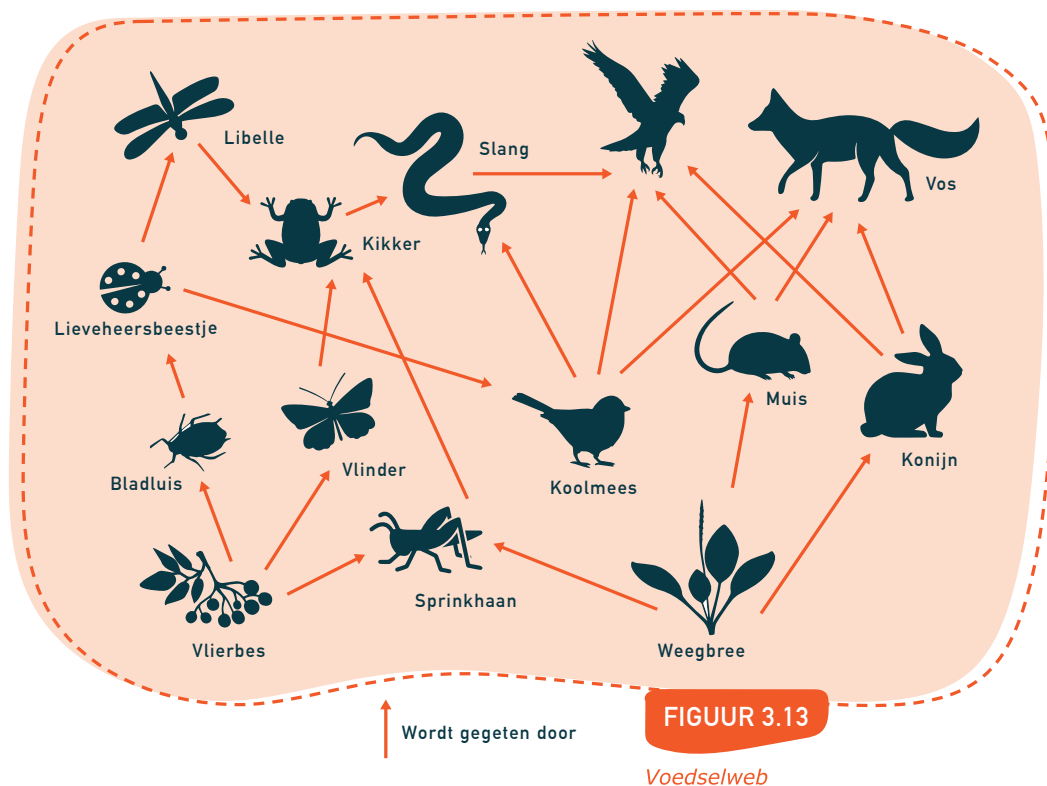 Libelle
Slang
Vos
Kikker
Lieveheersbeestje
Muis
Konijn
Vlinder
Bladluis
Koolmees
Sprinkhaan
Vlierbes
Weegbree
Wordt gegeten door
FIGUUR 3.13
Voedselweb